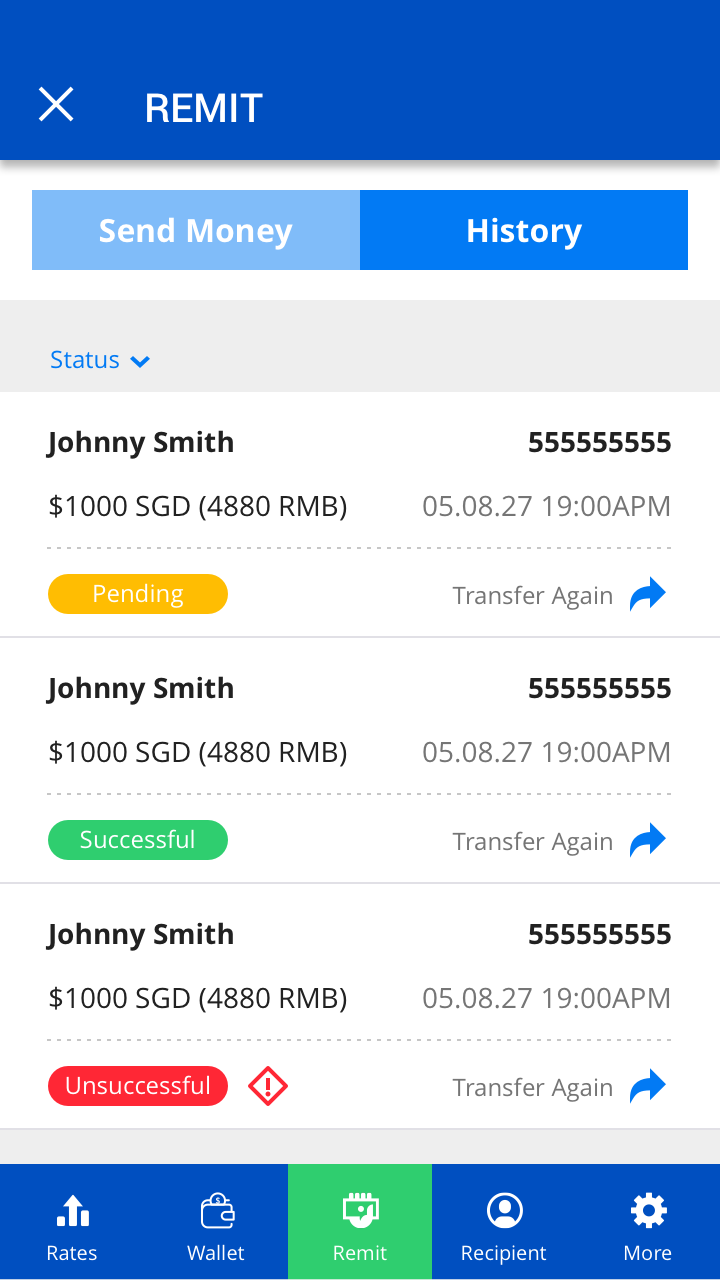 REMIT
Send Money History
Status
Johnny Smith 555555555
$1000 SGD (4880 RMB) 05.08.27 19:00APM
Pending Transfer Again
Johnny Smith 555555555
$1000 SGD (4880 RMB) 05.08.27 19:00APM
Successful Transfer Again
Johnny Smith 555555555
$1000 SGD (4880 RMB) 05.08.27 19:00APM
Unsuccessful Transfer Again
Rates Wallet Remit Recipient More